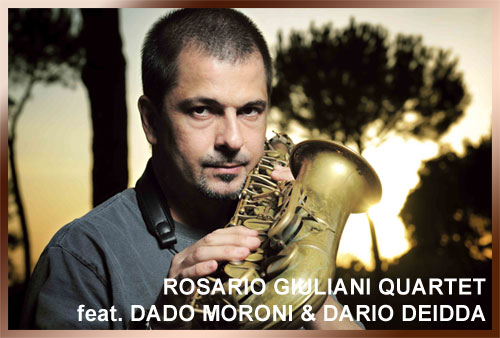 ROSARIO GIULIANI QUARTET
feat. DADO MORONI & DARIO DEIDDA